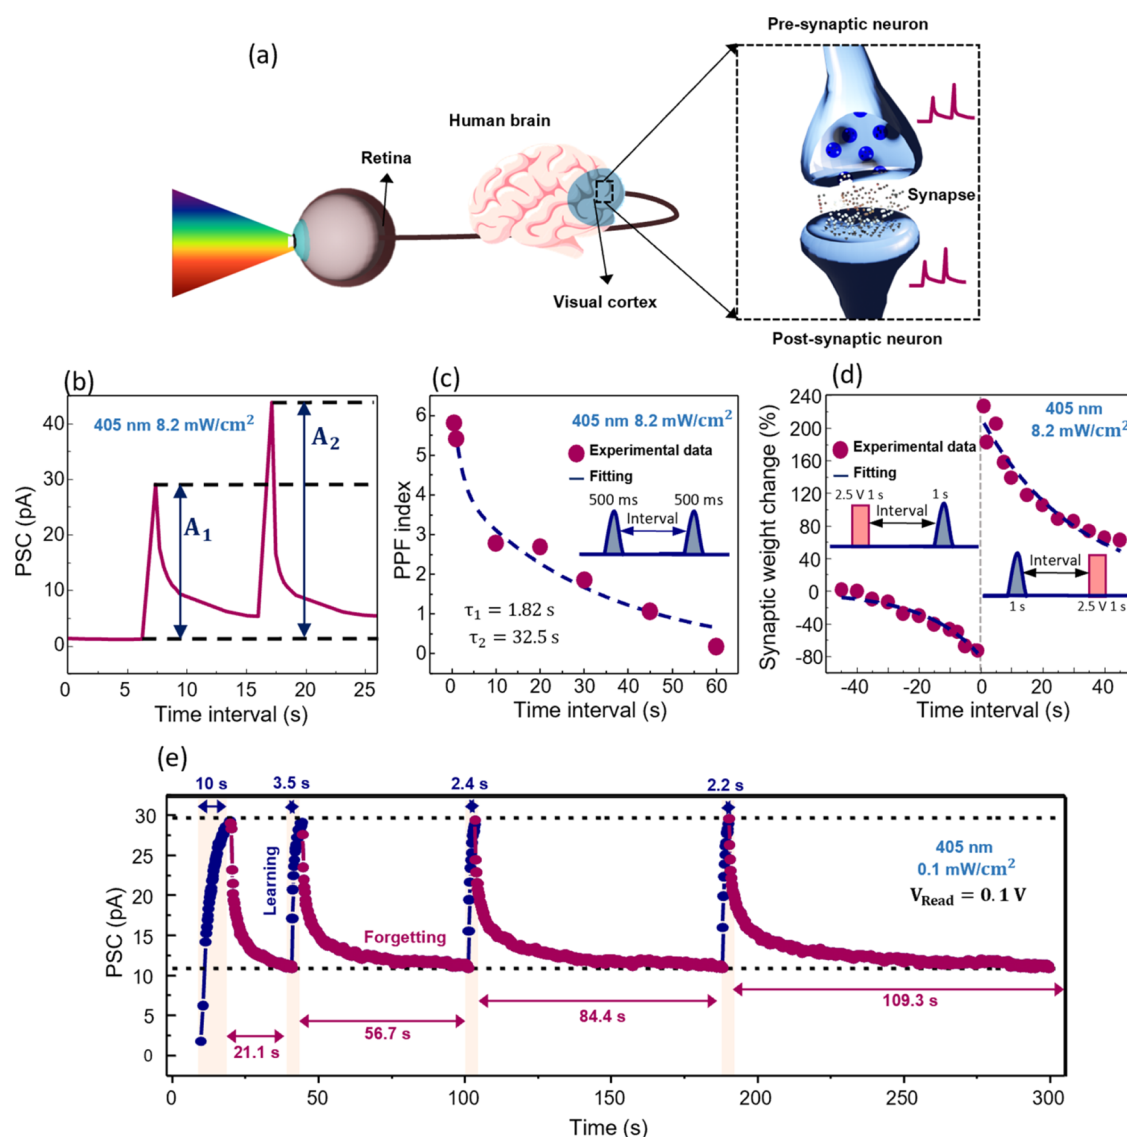 (a)
Pre-synaptic neuron
Human brain
Retina
Synapse
Visual cortex
Post-synaptic neuron
(b)
405 nm 8.2 mW/cm²
A₂
A₁
PSC (pA)
40
30
20
10
0
0 5 10 15 20 25
Time interval (s)
(c)
405 nm 8.2 mW/cm²
Experimental data
Fitting
500 ms 500 ms
Interval
τ₁ = 1.82 s
τ₂ = 32.5 s
PPF index
6
5
4
3
2
1
0
0 10 20 30 40 50 60
Time interval (s)
(d)
405 nm
8.2 mW/cm²
Experimental data
Fitting
2.5 V 1 s 1 s
Interval
Interval
1 s 2.5 V 1 s
Synaptic weight change (%)
240
200
160
120
80
40
0
-40
-80
-40 -20 0 20 40
Time interval (s)
(e)
10 s 3.5 s 2.4 s 2.2 s
405 nm
0.1 mW/cm²
V_Read = 0.1 V
Learning
Forgetting
21.1 s
56.7 s
84.4 s
109.3 s
PSC (pA)
30
25
20
15
10
5
0
0 50 100 150 200 250 300
Time (s)